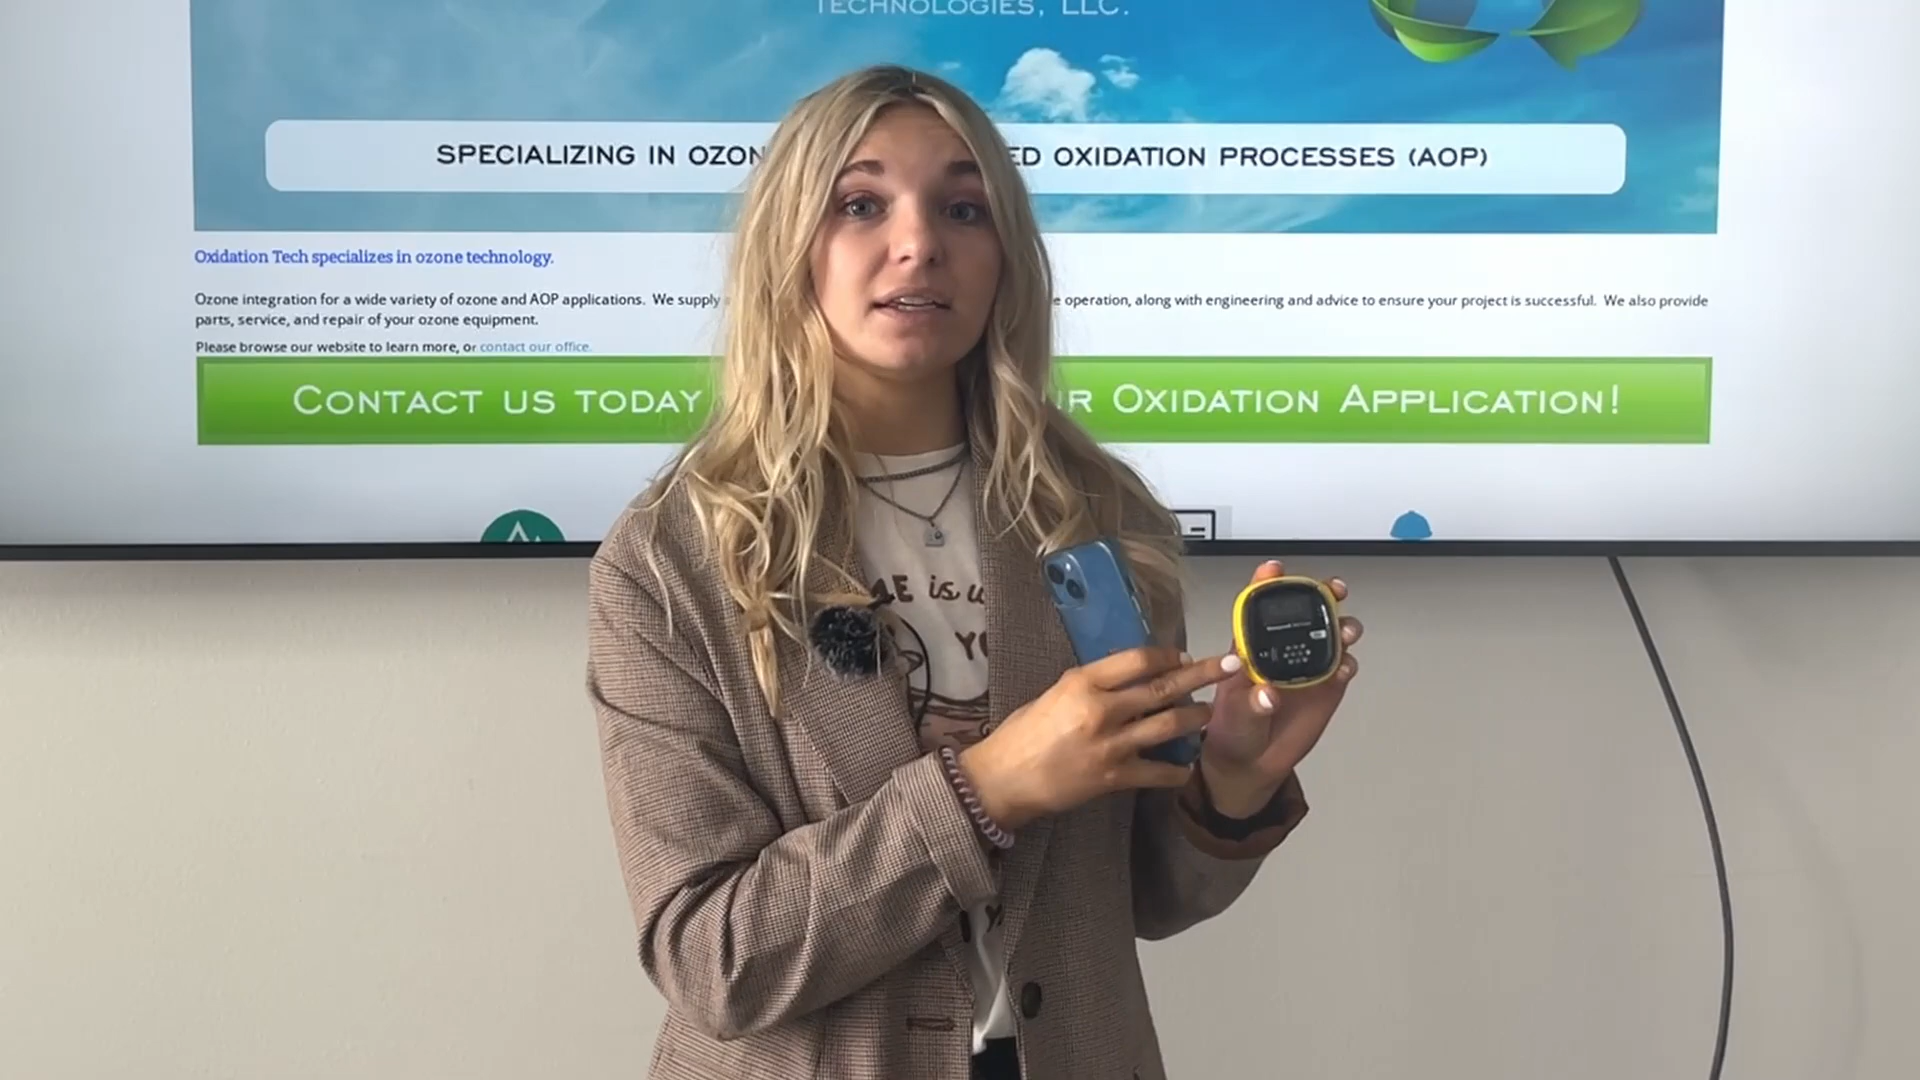 TECHNOLOGIES, LLC.
SPECIALIZING IN OZON ED OXIDATION PROCESSES (AOP)
Oxidation Tech specializes in ozone technology.
Ozone integration for a wide variety of ozone and AOP applications. We supply e operation, along with engineering and advice to ensure your project is successful. We also provide
parts, service, and repair of your ozone equipment.
Please browse our website to learn more, or contact our office.
CONTACT US TODAY R OXIDATION APPLICATION!
is